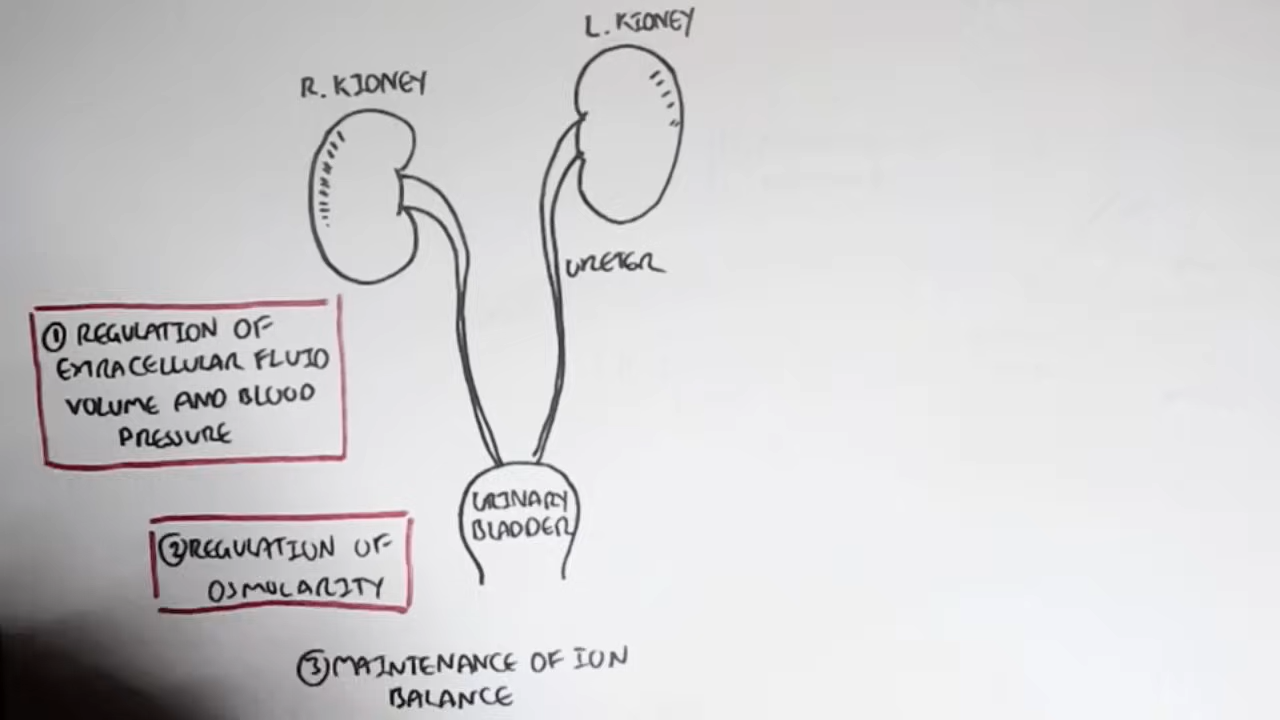 L. KIDNEY
R. KIDNEY
URETER
① REGULATION OF
EXTRACELLULAR FLUID
VOLUME AND BLOOD
PRESSURE
URINARY
BLADDER
② REGULATION OF
OSMOLARITY
③ MAINTENANCE OF ION
BALANCE